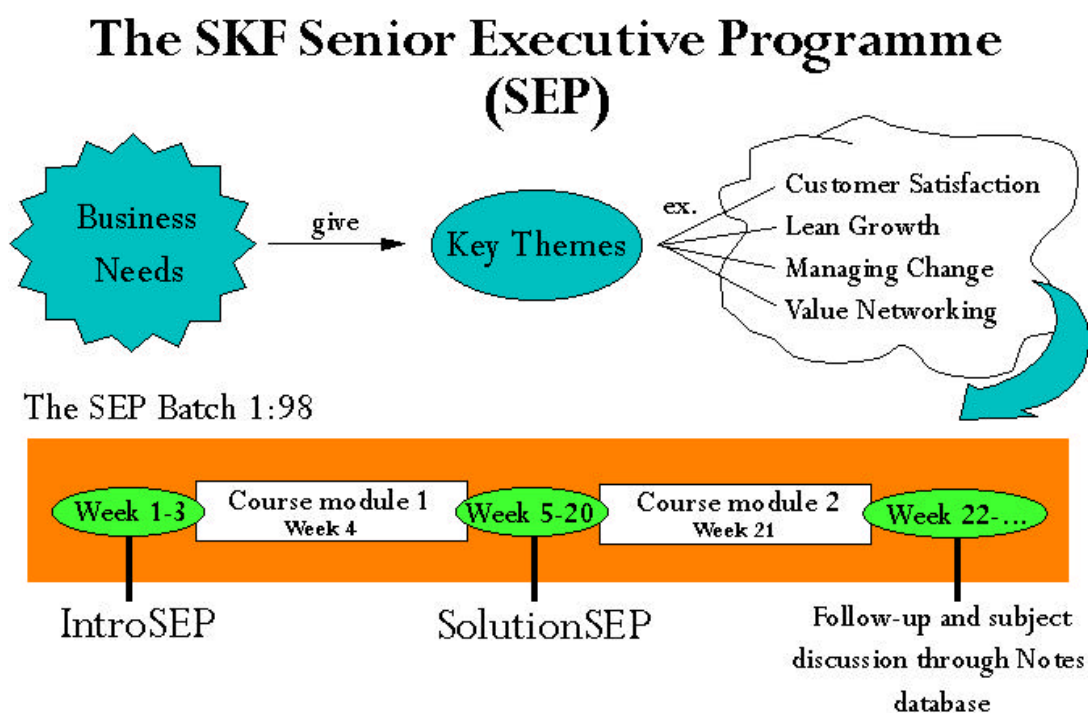 The SKF Senior Executive Programme
(SEP)
Business
Needs
give
Key Themes
ex.
Customer Satisfaction
Lean Growth
Managing Change
Value Networking
The SEP Batch 1:98
Week 1-3
Course module 1
Week 4
Week 5-20
Course module 2
Week 21
Week 22-...
IntroSEP
SolutionSEP
Follow-up and subject
discussion through Notes
database